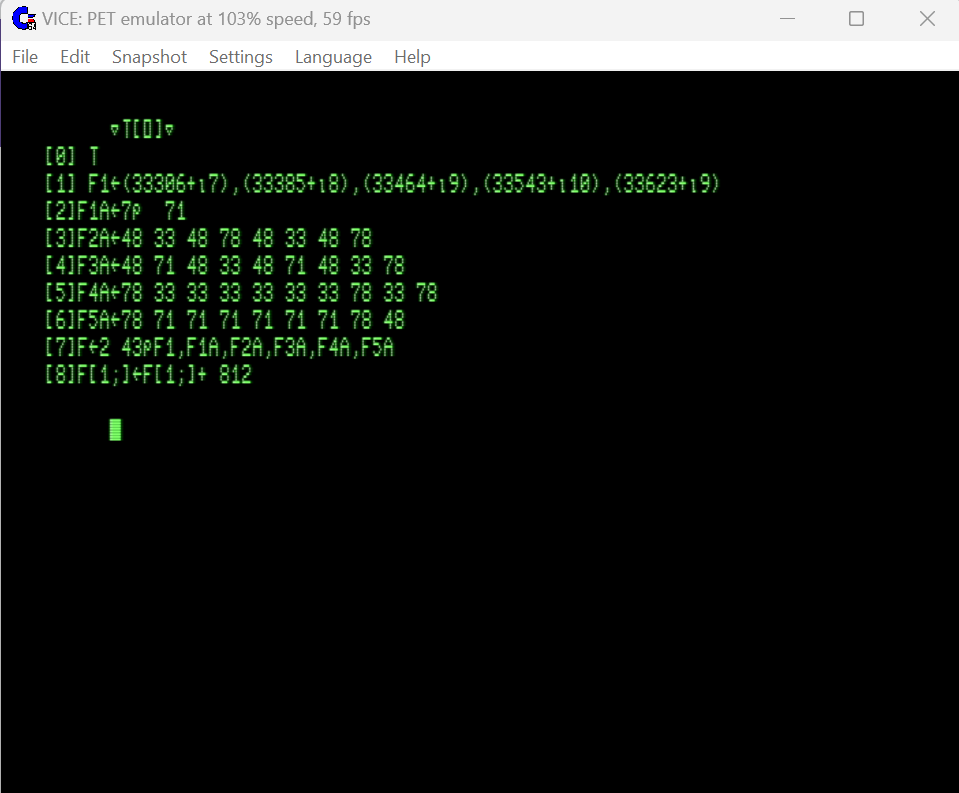 VICE: PET emulator at 103% speed, 59 fps
File Edit Snapshot Settings Language Help
∇T[⎕]∇
[0] T
[1] F1←(33306+⍳7),(33385+⍳8),(33464+⍳9),(33543+⍳10),(33623+⍳9)
[2]F1A←7⍴  71
[3]F2A←48 33 48 78 48 33 48 78
[4]F3A←48 71 48 33 48 71 48 33 78
[5]F4A←78 33 33 33 33 33 33 78 33 78
[6]F5A←78 71 71 71 71 71 71 78 48
[7]F←2 43⍴F1,F1A,F2A,F3A,F4A,F5A
[8]F[1;]←F[1;]+ 812